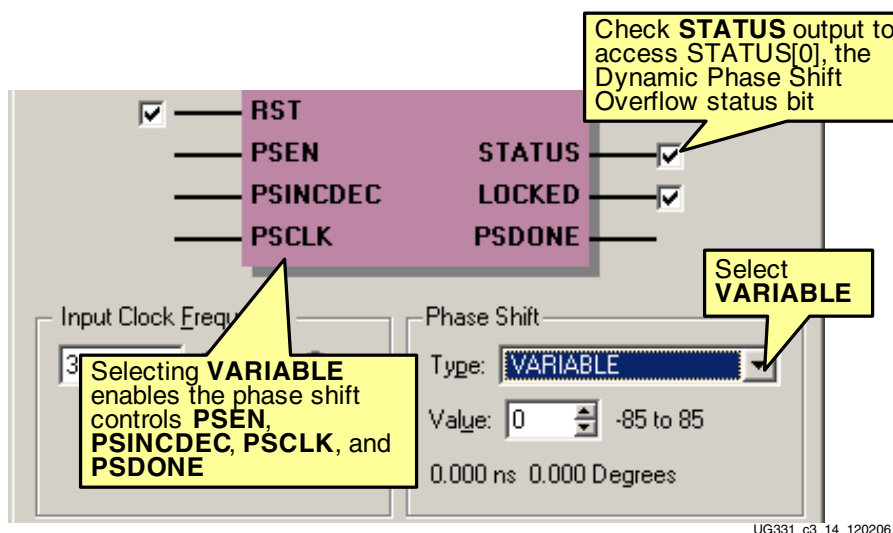 Check STATUS output to
access STATUS[0], the
Dynamic Phase Shift
Overflow status bit
RST
PSEN
STATUS
PSINCDEC
LOCKED
PSCLK
PSDONE
Select
VARIABLE
Input Clock Frequ
Phase Shift
3
Type: VARIABLE
Selecting VARIABLE
enables the phase shift
controls PSEN,
PSINCDEC, PSCLK, and
PSDONE
Value: 0 -85 to 85
0.000 ns 0.000 Degrees
UG331_c3_14_120206